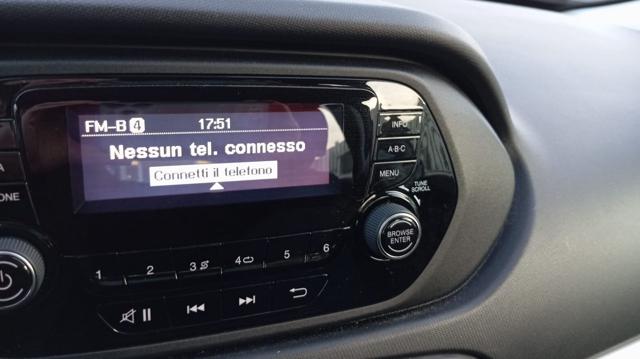 FM-B 4 17:51
Nessun tel. connesso
Connetti il telefono
INFO
A-B-C
MENU
TUNE
SCROLL
BROWSE
ENTER
1 2 3 4 5 6